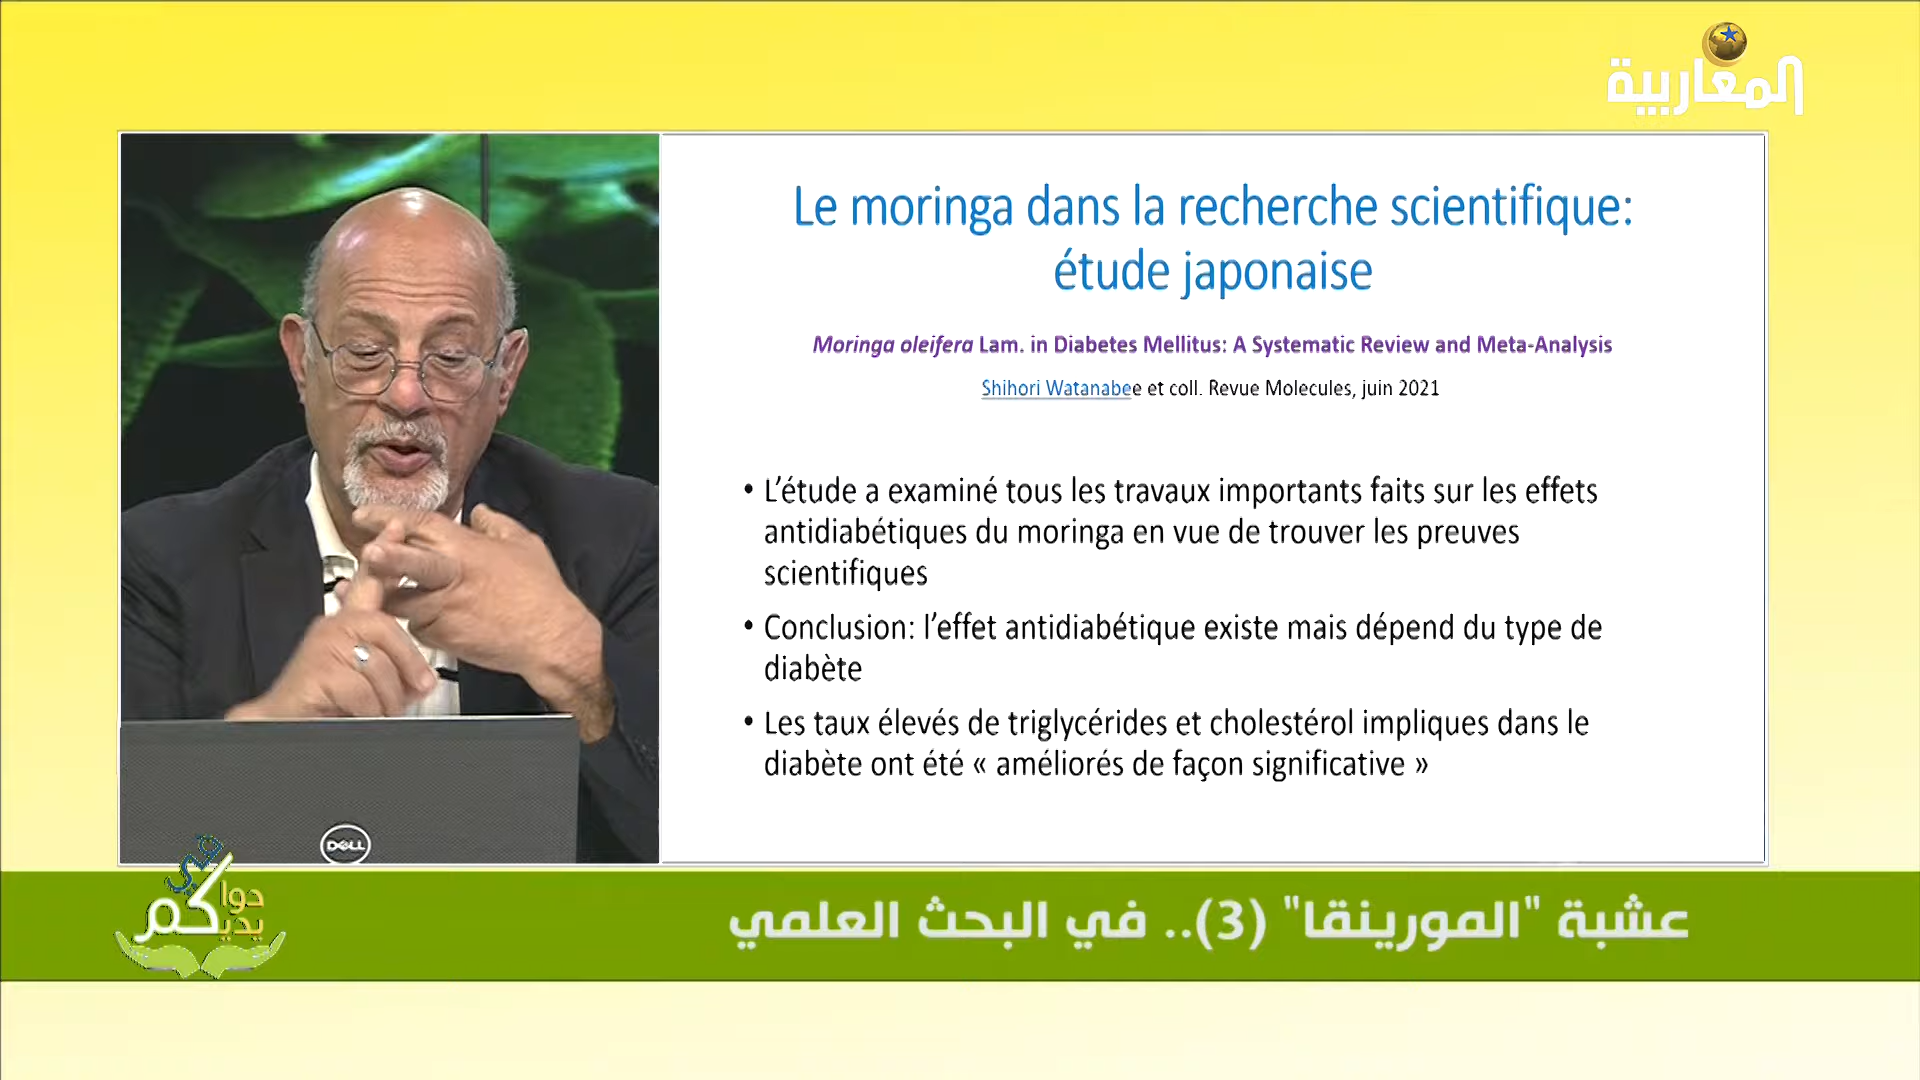 المغاربية
Le moringa dans la recherche scientifique:
étude japonaise
Moringa oleifera Lam. in Diabetes Mellitus: A Systematic Review and Meta-Analysis
Shihori Watanabee et coll. Revue Molecules, juin 2021
• L’étude a examiné tous les travaux importants faits sur les effets
antidiabétiques du moringa en vue de trouver les preuves
scientifiques
• Conclusion: l’effet antidiabétique existe mais dépend du type de
diabète
• Les taux élevés de triglycérides et cholestérol impliques dans le
diabète ont été « améliorés de façon significative »
DELL
دواكم في يديكم
عشبة "المورينقا" (3).. في البحث العلمي